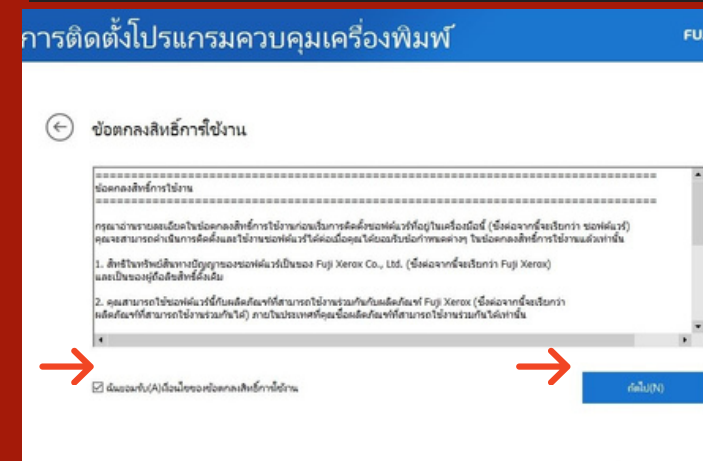 การติดตั้งโปรแกรมควบคุมเครื่องพิมพ์
FUJ
ข้อตกลงสิทธิ์การใช้งาน
================================================================
ข้อตกลงสิทธิ์การใช้งาน
================================================================
กรุณาอ่านรายละเอียดในข้อตกลงสิทธิ์การใช้งานก่อนเริ่มการติดตั้งซอฟต์แวร์ที่อยู่ในเครื่องมือนี้ (ซึ่งต่อจากนี้จะเรียกว่า ซอฟต์แวร์)
คุณจะสามารถดำเนินการติดตั้งและใช้งานซอฟต์แวร์ได้ต่อเมื่อคุณได้ยอมรับข้อกำหนดต่างๆ ในข้อตกลงสิทธิ์การใช้งานแล้วเท่านั้น
1. สิทธิในทรัพย์สินทางปัญญาของซอฟต์แวร์เป็นของ Fuji Xerox Co., Ltd. (ซึ่งต่อจากนี้จะเรียกว่า Fuji Xerox)
และเป็นของผู้ถือลิขสิทธิ์ดั้งเดิม
2. คุณสามารถใช้ซอฟต์แวร์นี้กับผลิตภัณฑ์ที่สามารถใช้งานร่วมกันกับผลิตภัณฑ์ Fuji Xerox (ซึ่งต่อจากนี้จะเรียกว่า
ผลิตภัณฑ์ที่สามารถใช้งานร่วมกันได้) ภายในประเทศที่คุณซื้อผลิตภัณฑ์ที่สามารถใช้งานร่วมกันได้เท่านั้น
ฉันยอมรับ(A)เงื่อนไขของข้อตกลงสิทธิ์การใช้งาน
ถัดไป(N)